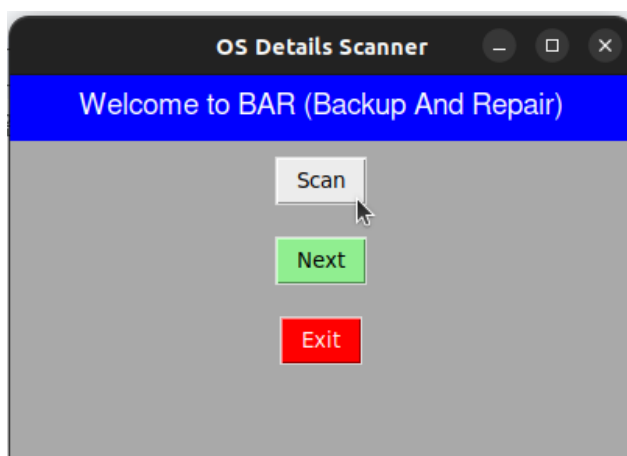 OS Details Scanner
Welcome to BAR (Backup And Repair)
Scan
Next
Exit